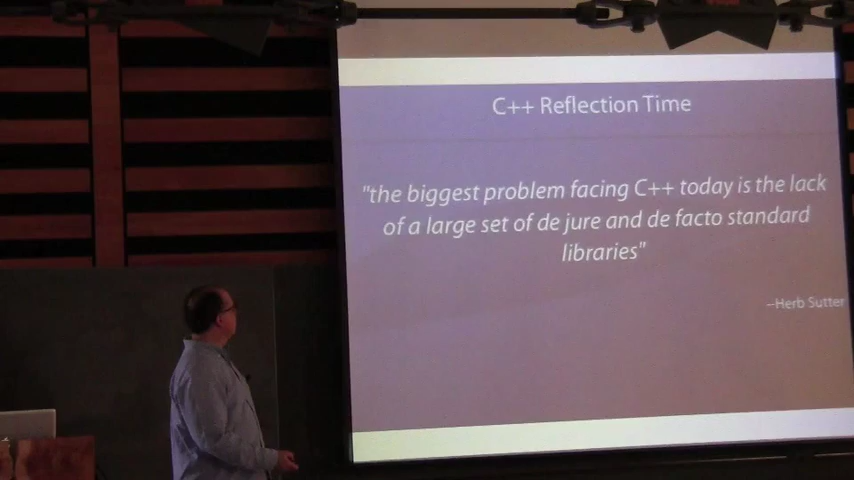 C++ Reflection Time
"the biggest problem facing C++ today is the lack
of a large set of de jure and de facto standard
libraries"
--Herb Sutter